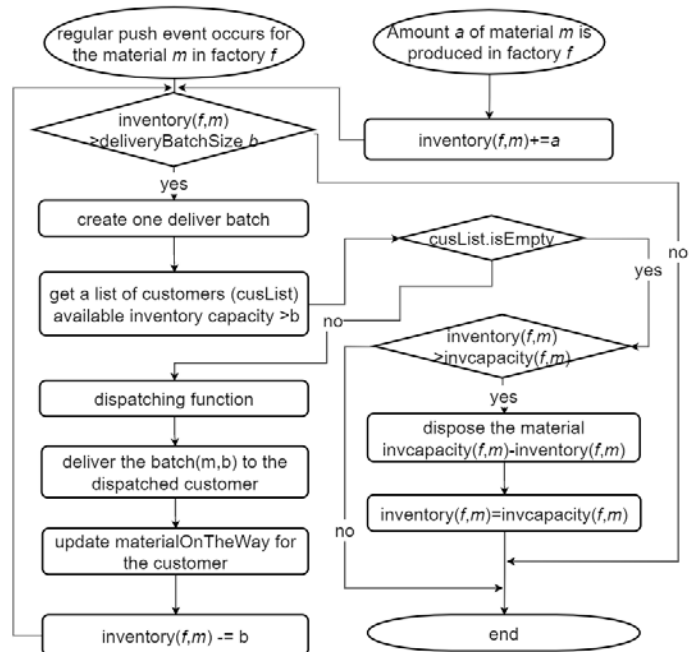 regular push event occurs for
the material m in factory f
Amount a of material m is
produced in factory f
inventory(f,m)
>deliveryBatchSize b
inventory(f,m)+=a
yes
create one deliver batch
cusList.isEmpty
no
yes
get a list of customers (cusList)
available inventory capacity >b
no
inventory(f,m)
>invcapacity(f,m)
yes
dispatching function
dispose the material
invcapacity(f,m)-inventory(f,m)
deliver the batch(m,b) to the
dispatched customer
inventory(f,m)=invcapacity(f,m)
no
update materialOnTheWay for
the customer
inventory(f,m) -= b
end